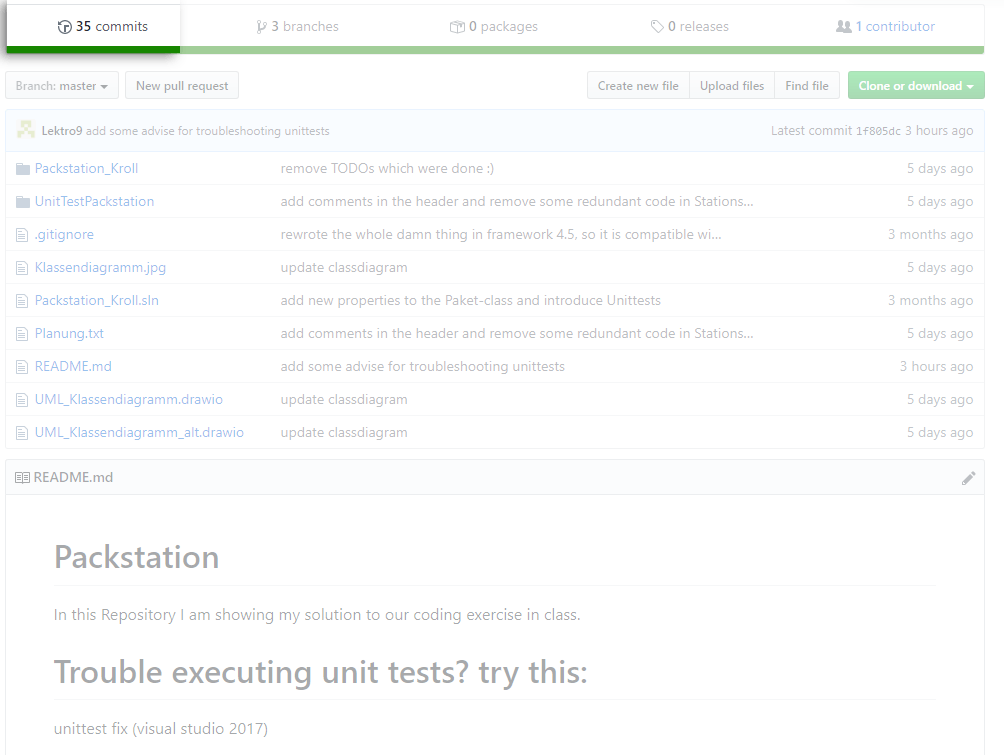 35 commits 3 branches 0 packages 0 releases 1 contributor
Branch: master New pull request Create new file Upload files Find file Clone or download
Lektro9 add some advise for troubleshooting unittests Latest commit 1f805dc 3 hours ago
Packstation_Kroll remove TODOs which were done :) 5 days ago
UnitTestPackstation add comments in the header and remove some redundant code in Stations... 5 days ago
.gitignore rewrote the whole damn thing in framework 4.5, so it is compatible wi... 3 months ago
Klassendiagramm.jpg update classdiagram 5 days ago
Packstation_Kroll.sln add new properties to the Paket-class and introduce Unittests 3 months ago
Planung.txt add comments in the header and remove some redundant code in Stations... 5 days ago
README.md add some advise for troubleshooting unittests 3 hours ago
UML_Klassendiagramm.drawio update classdiagram 5 days ago
UML_Klassendiagramm_alt.drawio update classdiagram 5 days ago
README.md
Packstation
In this Repository I am showing my solution to our coding exercise in class.
Trouble executing unit tests? try this:
unittest fix (visual studio 2017)